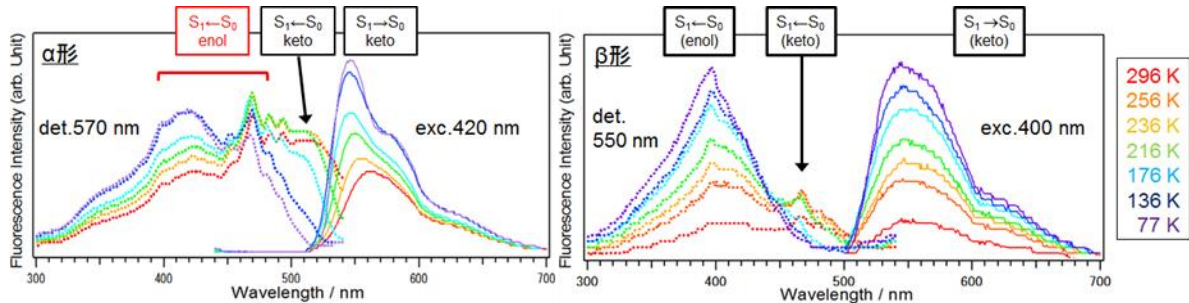 S₁←S₀
enol
S₁←S₀
keto
S₁→S₀
keto
α形
det.570 nm
exc.420 nm
Fluorescence Intensity (arb. Unit)
300
400
500
600
700
Wavelength / nm
S₁←S₀
(enol)
S₁←S₀
(keto)
S₁→S₀
(keto)
β形
det.
550 nm
exc.400 nm
Fluorescence Intensity (arb. Unit)
300
400
500
600
700
Wavelength / nm
296 K
256 K
236 K
216 K
176 K
136 K
77 K